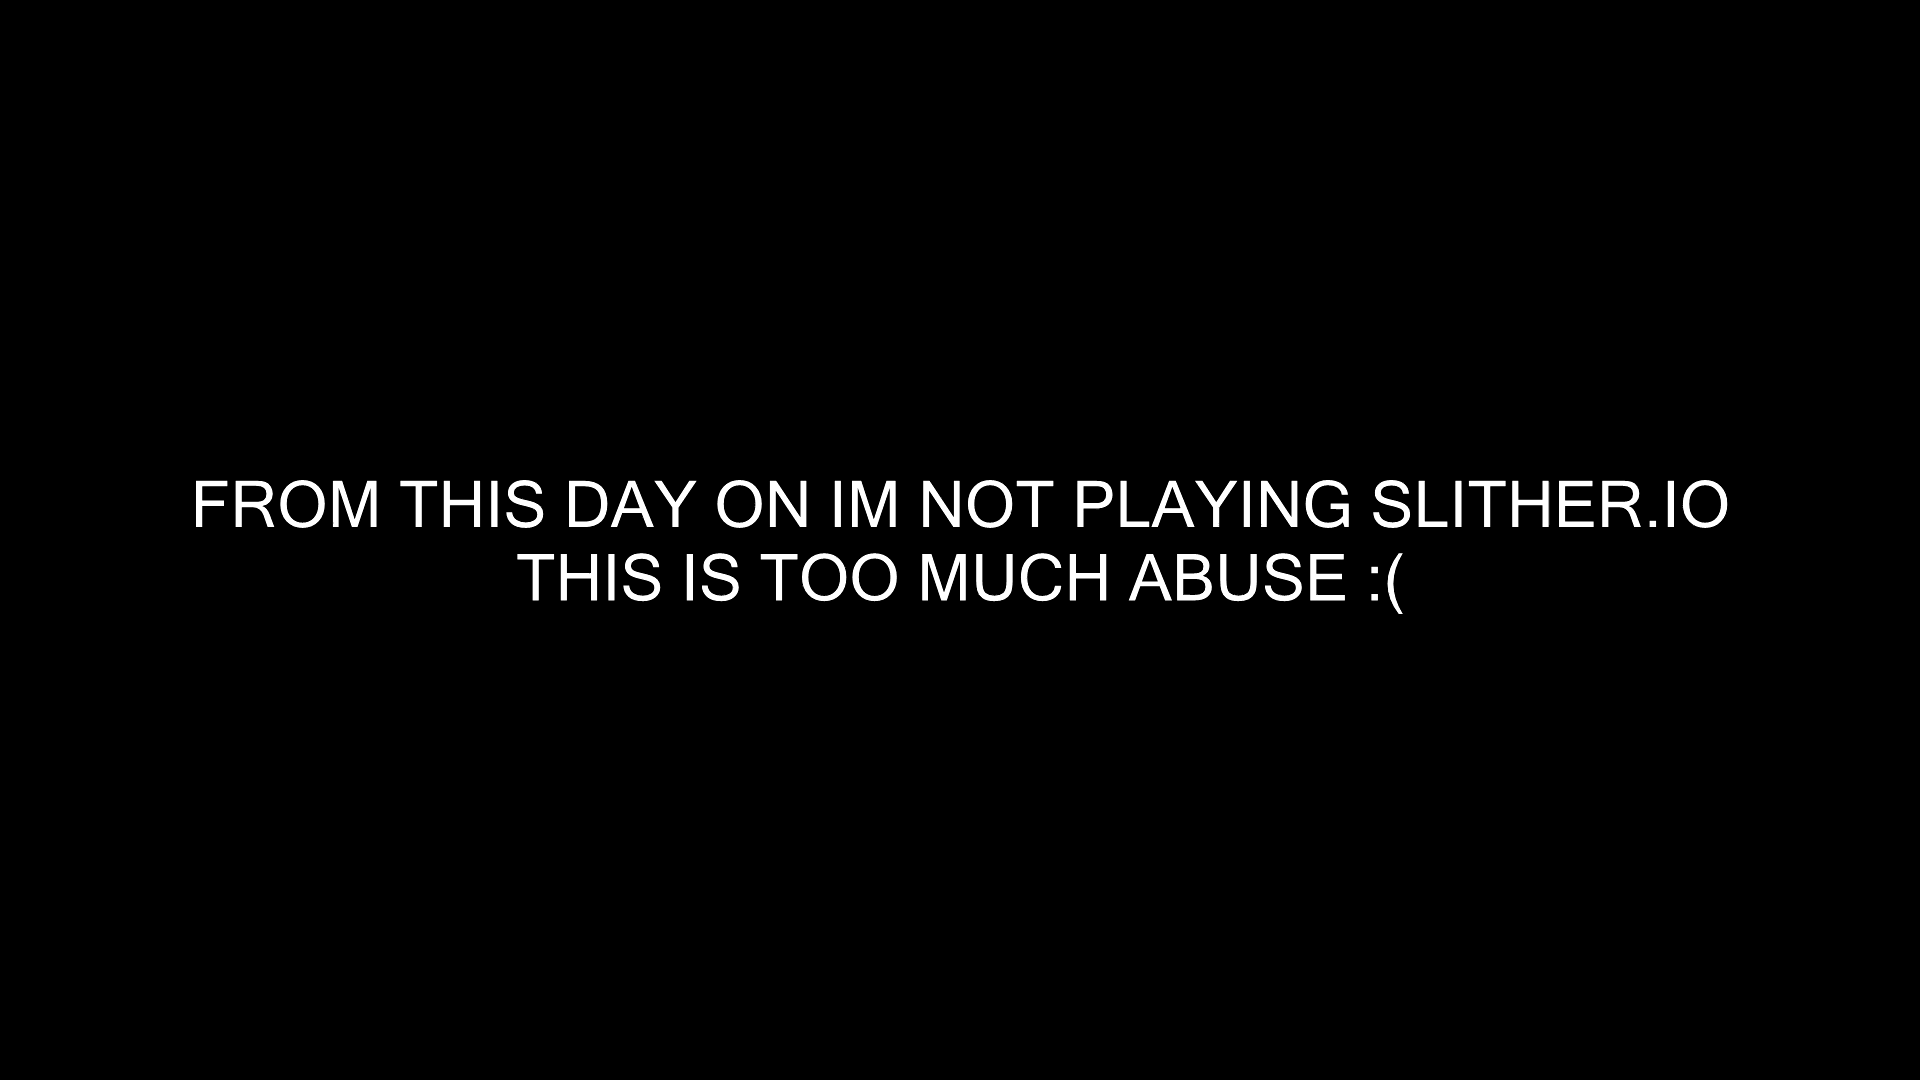 FROM THIS DAY ON IM NOT PLAYING SLITHER.IO
THIS IS TOO MUCH ABUSE :(